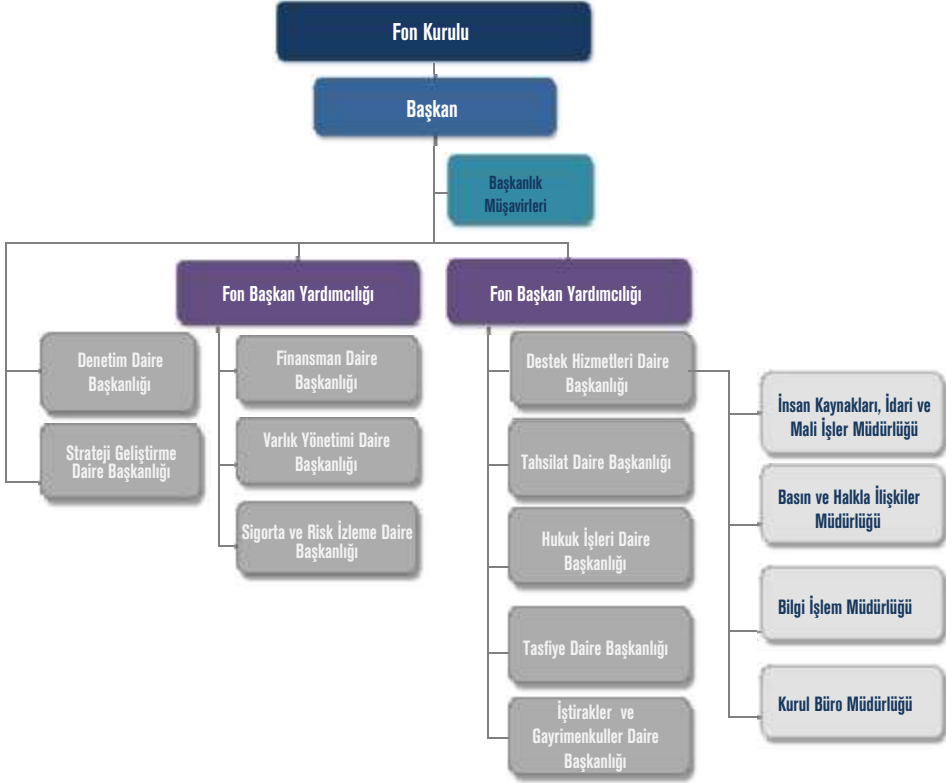 Fon Kurulu
Başkan
Başkanlık
Müşavirleri
Fon Başkan Yardımcılığı
Fon Başkan Yardımcılığı
Denetim Daire
Başkanlığı
Strateji Geliştirme
Daire Başkanlığı
Finansman Daire
Başkanlığı
Varlık Yönetimi Daire
Başkanlığı
Sigorta ve Risk İzleme Daire
Başkanlığı
Destek Hizmetleri Daire
Başkanlığı
Tahsilat Daire Başkanlığı
Hukuk İşleri Daire
Başkanlığı
Tasfiye Daire Başkanlığı
İştirakler ve
Gayrimenkuller Daire
Başkanlığı
İnsan Kaynakları, İdari ve
Mali İşler Müdürlüğü
Basın ve Halkla İlişkiler
Müdürlüğü
Bilgi İşlem Müdürlüğü
Kurul Büro Müdürlüğü